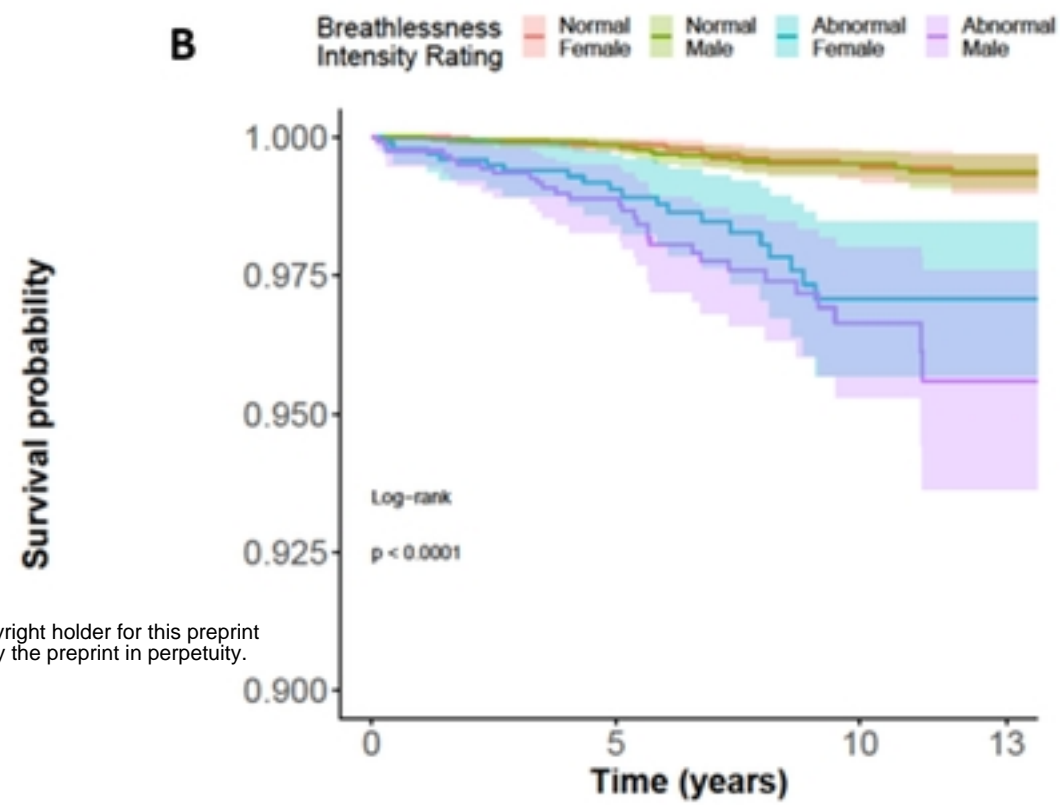 B
Breathlessness
Intensity Rating
Normal
Female
Normal
Male
Abnormal
Female
Abnormal
Male
1.000
0.975
0.950
0.925
0.900
Survival probability
Log-rank
p < 0.0001
yright holder for this preprint
y the preprint in perpetuity.
0
5
10
13
Time (years)